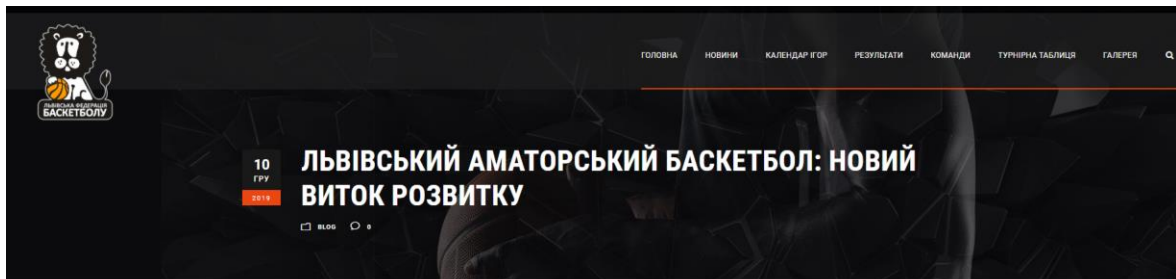 ЛЬВІВСЬКА ФЕДЕРАЦІЯ
БАСКЕТБОЛУ
ГОЛОВНА НОВИНИ КАЛЕНДАР ІГОР РЕЗУЛЬТАТИ КОМАНДИ ТУРНІРНА ТАБЛИЦЯ ГАЛЕРЕЯ
10
ГРУ
2019
ЛЬВІВСЬКИЙ АМАТОРСЬКИЙ БАСКЕТБОЛ: НОВИЙ
ВИТОК РОЗВИТКУ
BLOG 0